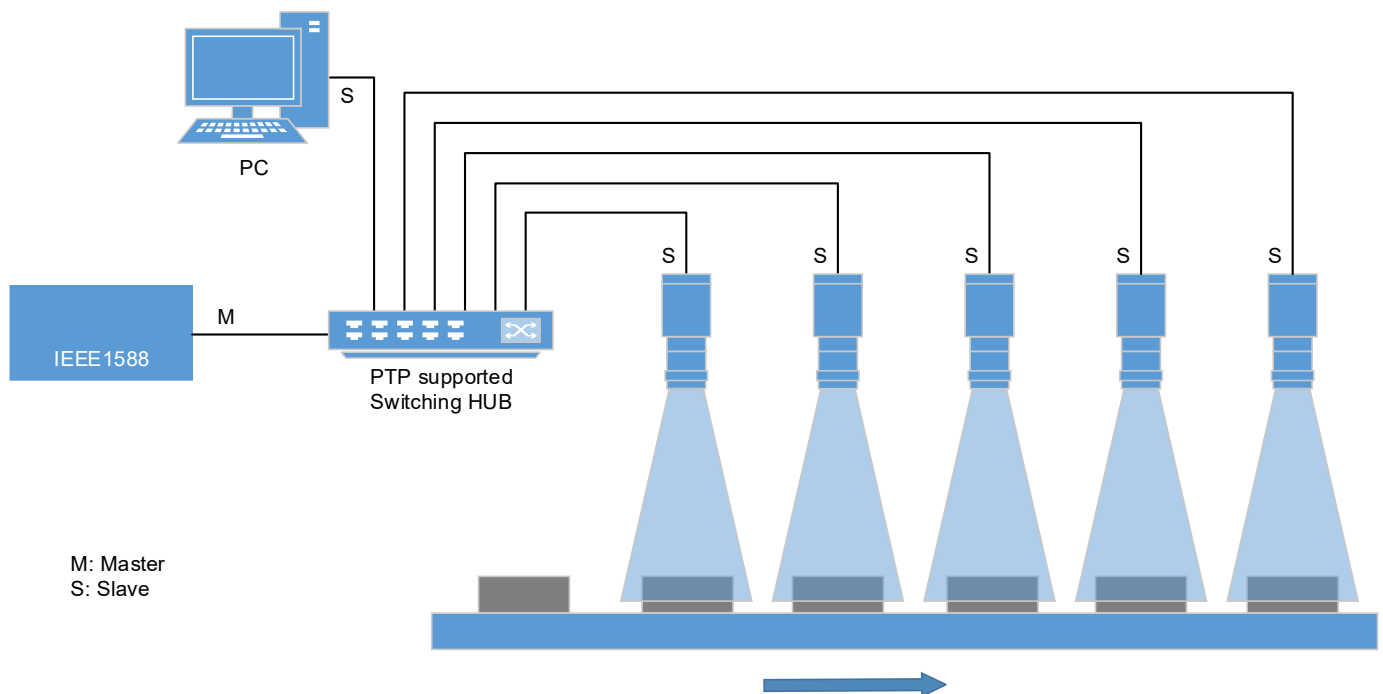 S
PC
S
S
S
S
S
M
IEEE1588
PTP supported
Switching HUB
M: Master
S: Slave